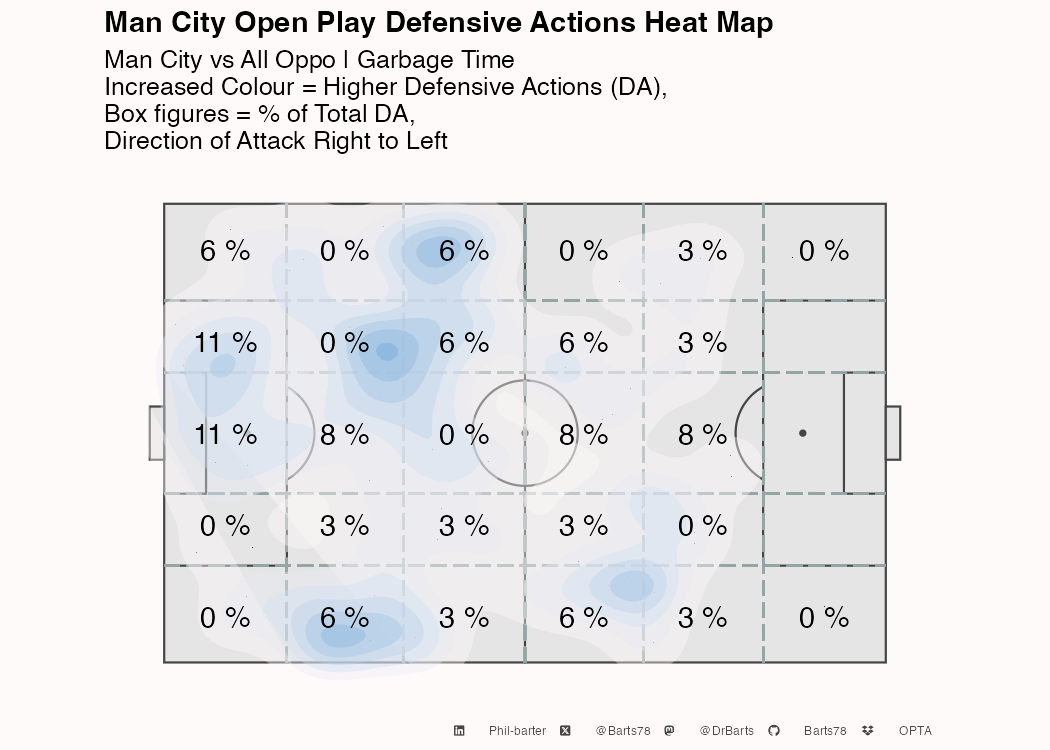 Man City Open Play Defensive Actions Heat Map
Man City vs All Oppo | Garbage Time
Increased Colour = Higher Defensive Actions (DA),
Box figures = % of Total DA,
Direction of Attack Right to Left
6 % 0 % 6 % 0 % 3 % 0 %
11 % 0 % 6 % 6 % 3 %
11 % 8 % 0 % 8 % 8 %
0 % 3 % 3 % 3 % 0 %
0 % 6 % 3 % 6 % 3 % 0 %
Phil-barter @Barts78 @DrBarts Barts78 OPTA